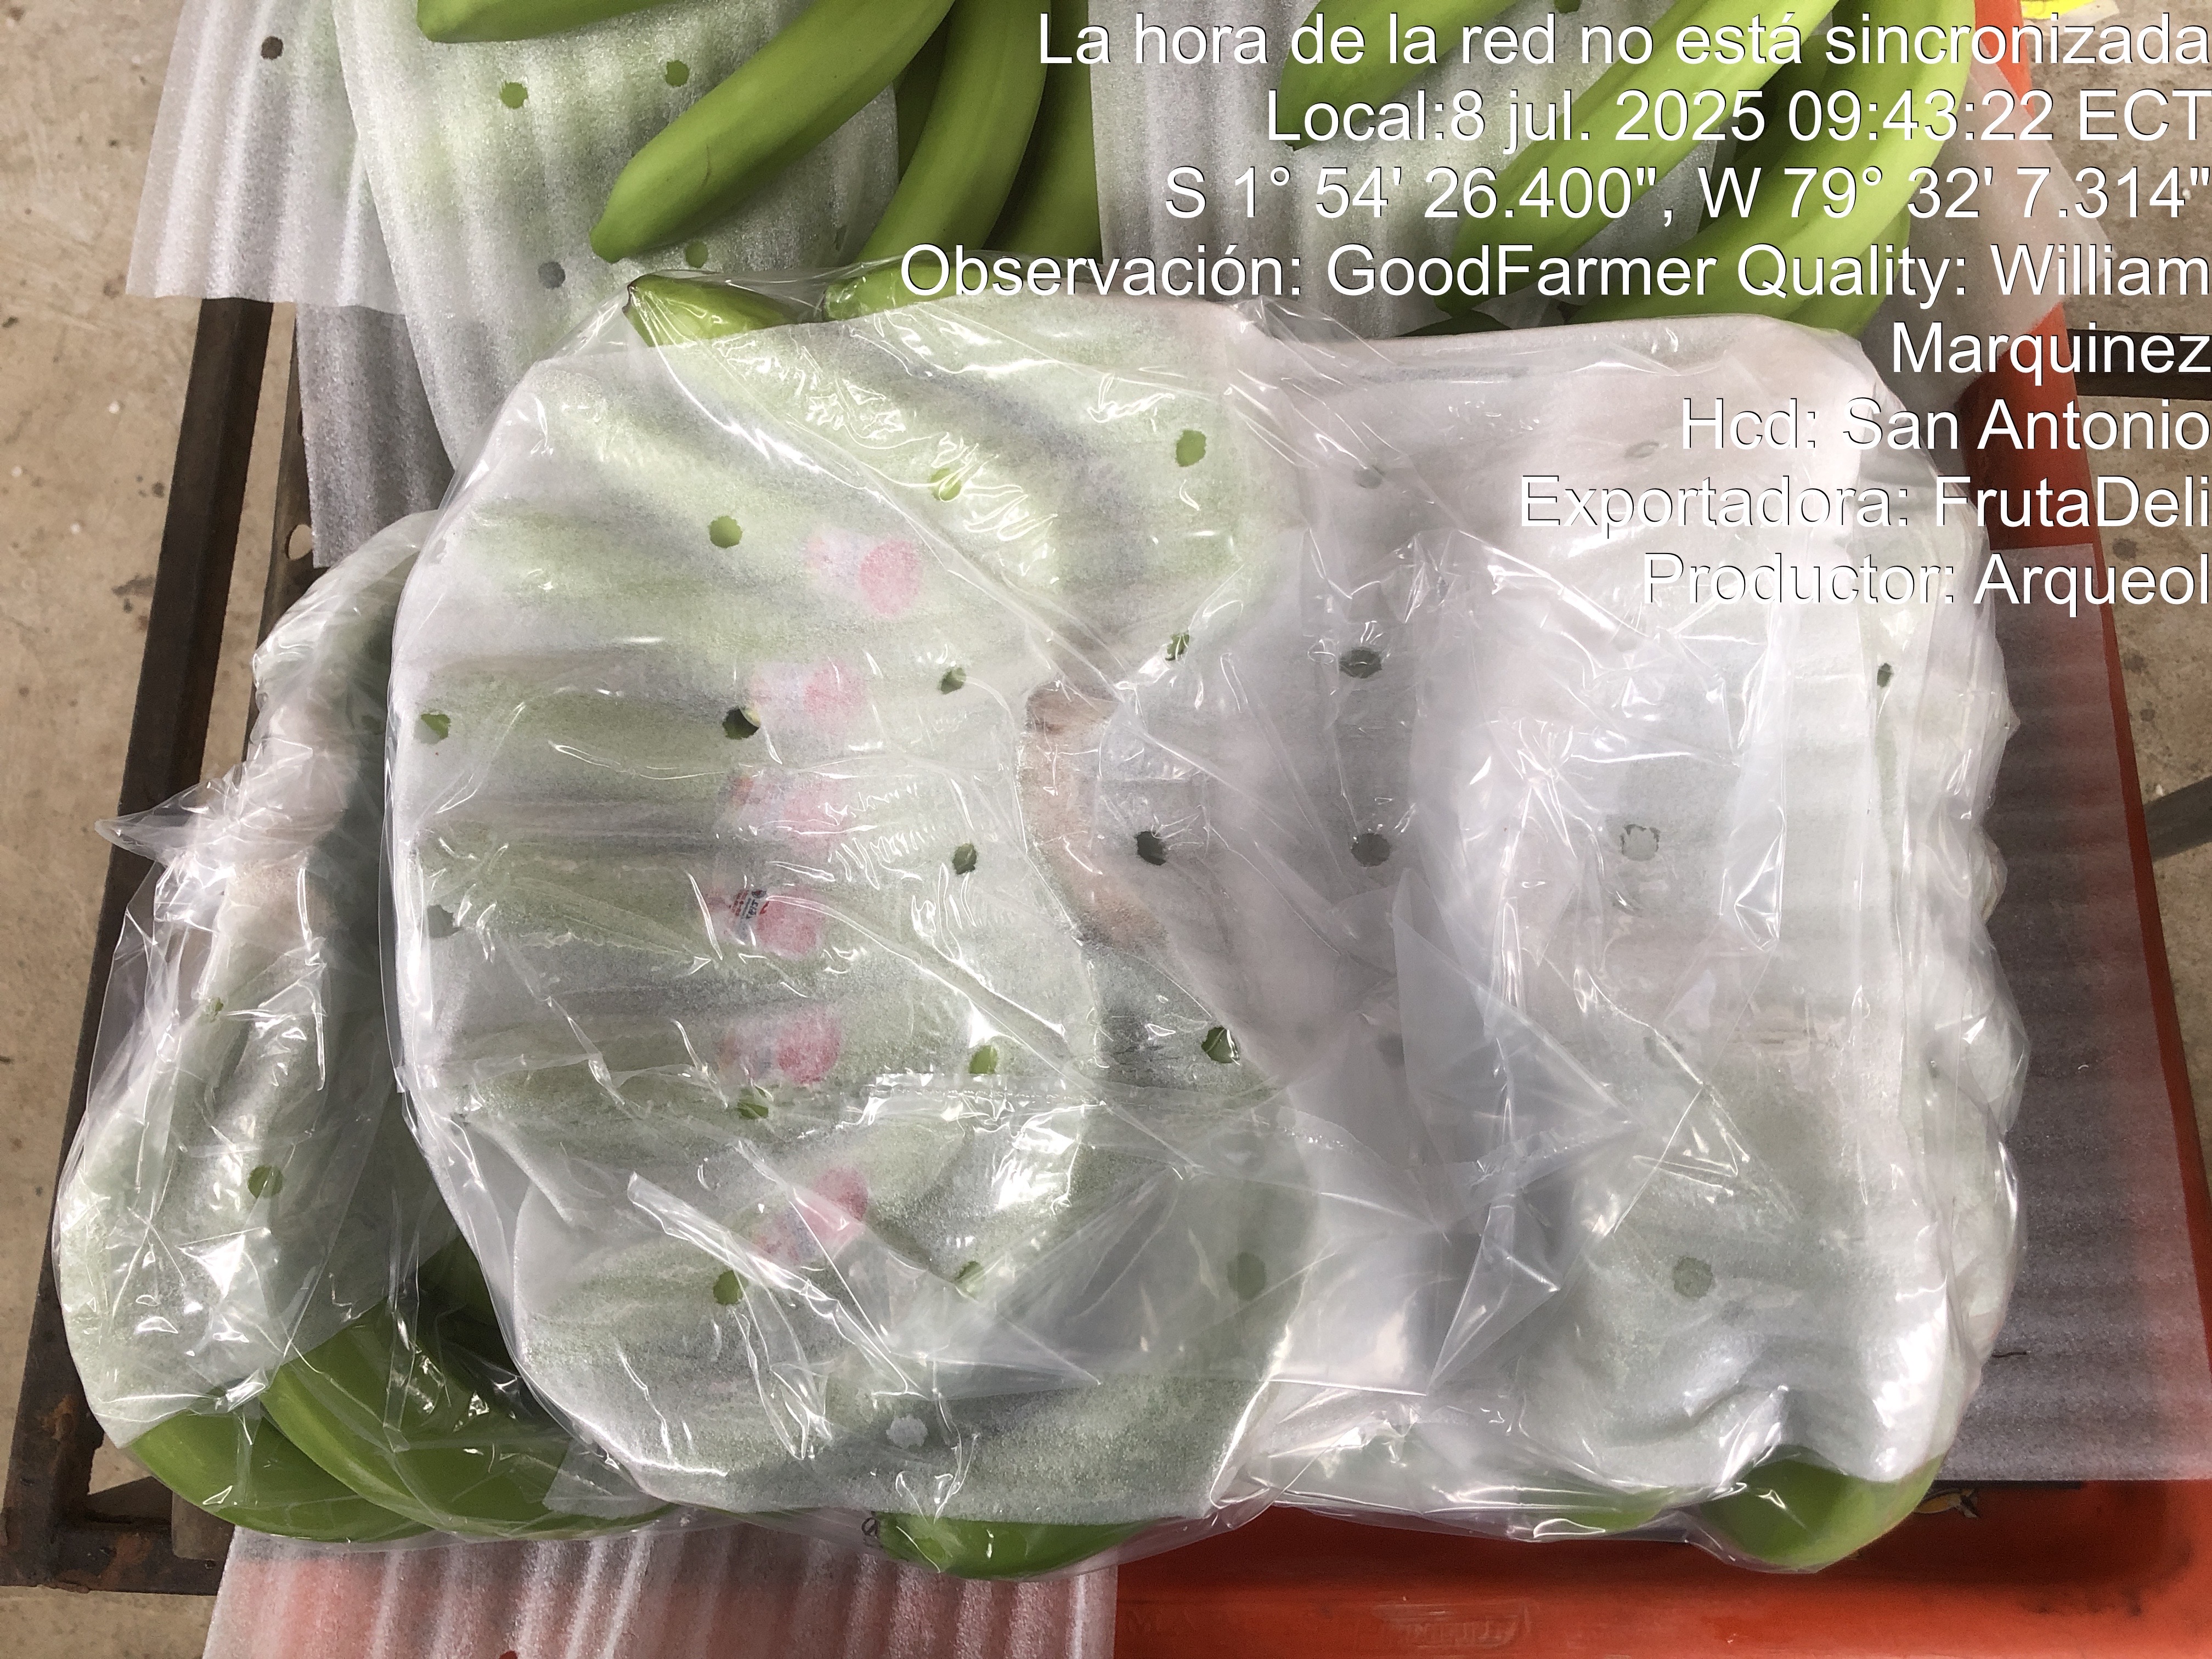 La hora de la red no está sincronizada
Local:8 jul. 2025 09:43:22 ECT
S 1° 54' 26.400", W 79° 32' 7.314"
Observación: GoodFarmer Quality: William
Marquinez
Hcd: San Antonio
Exportadora: FrutaDeli
Productor: Arqueol